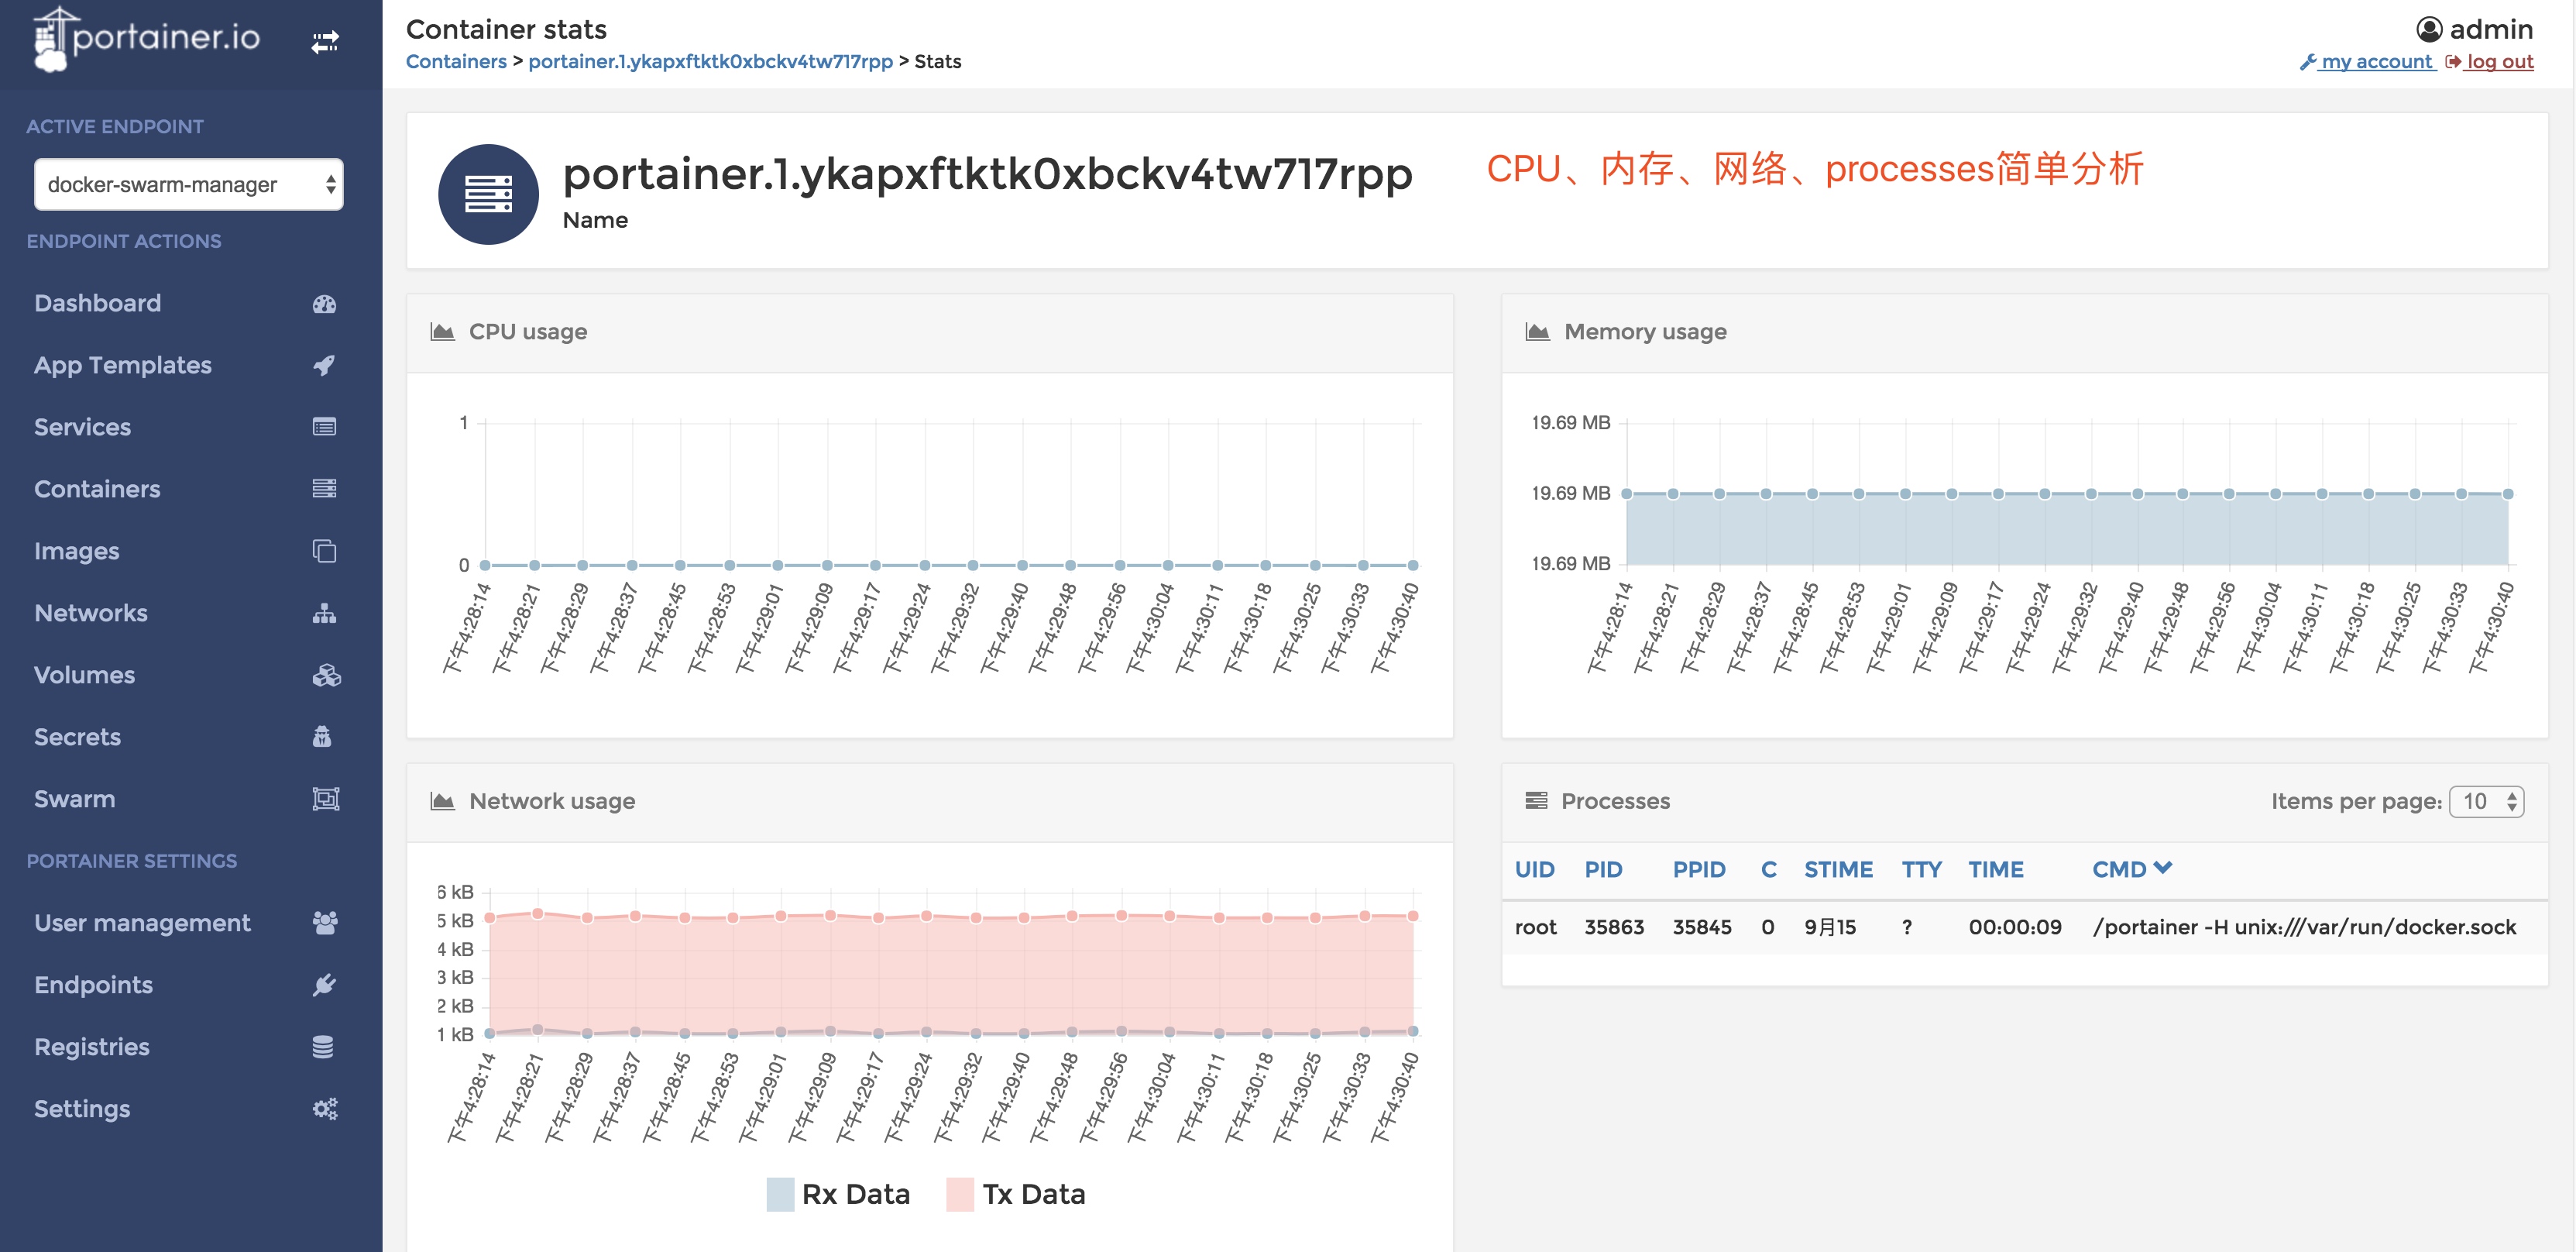 portainer.io
Container stats
admin
Containers > portainer.1.ykapxftktk0xbckv4tw717rpp > Stats
my account log out
ACTIVE ENDPOINT
docker-swarm-manager
ENDPOINT ACTIONS
Dashboard
App Templates
Services
Containers
Images
Networks
Volumes
Secrets
Swarm
PORTAINER SETTINGS
User management
Endpoints
Registries
Settings
portainer.1.ykapxftktk0xbckv4tw717rpp
Name
CPU、内存、网络、processes简单分析
CPU usage
1
0
下午4:28:14
下午4:28:21
下午4:28:29
下午4:28:37
下午4:28:45
下午4:28:53
下午4:29:01
下午4:29:09
下午4:29:17
下午4:29:24
下午4:29:32
下午4:29:40
下午4:29:48
下午4:29:56
下午4:30:04
下午4:30:11
下午4:30:18
下午4:30:25
下午4:30:33
下午4:30:40
Memory usage
19.69 MB
19.69 MB
19.69 MB
下午4:28:14
下午4:28:21
下午4:28:29
下午4:28:37
下午4:28:45
下午4:28:53
下午4:29:01
下午4:29:09
下午4:29:17
下午4:29:24
下午4:29:32
下午4:29:40
下午4:29:48
下午4:29:56
下午4:30:04
下午4:30:11
下午4:30:18
下午4:30:25
下午4:30:33
下午4:30:40
Network usage
6 kB
5 kB
4 kB
3 kB
2 kB
1 kB
下午4:28:14
下午4:28:21
下午4:28:29
下午4:28:37
下午4:28:45
下午4:28:53
下午4:29:01
下午4:29:09
下午4:29:17
下午4:29:24
下午4:29:32
下午4:29:40
下午4:29:48
下午4:29:56
下午4:30:04
下午4:30:11
下午4:30:18
下午4:30:25
下午4:30:33
下午4:30:40
Rx Data Tx Data
Processes
Items per page: 10
UID PID PPID C STIME TTY TIME CMD
root 35863 35845 0 9月15 ? 00:00:09 /portainer -H unix:///var/run/docker.sock